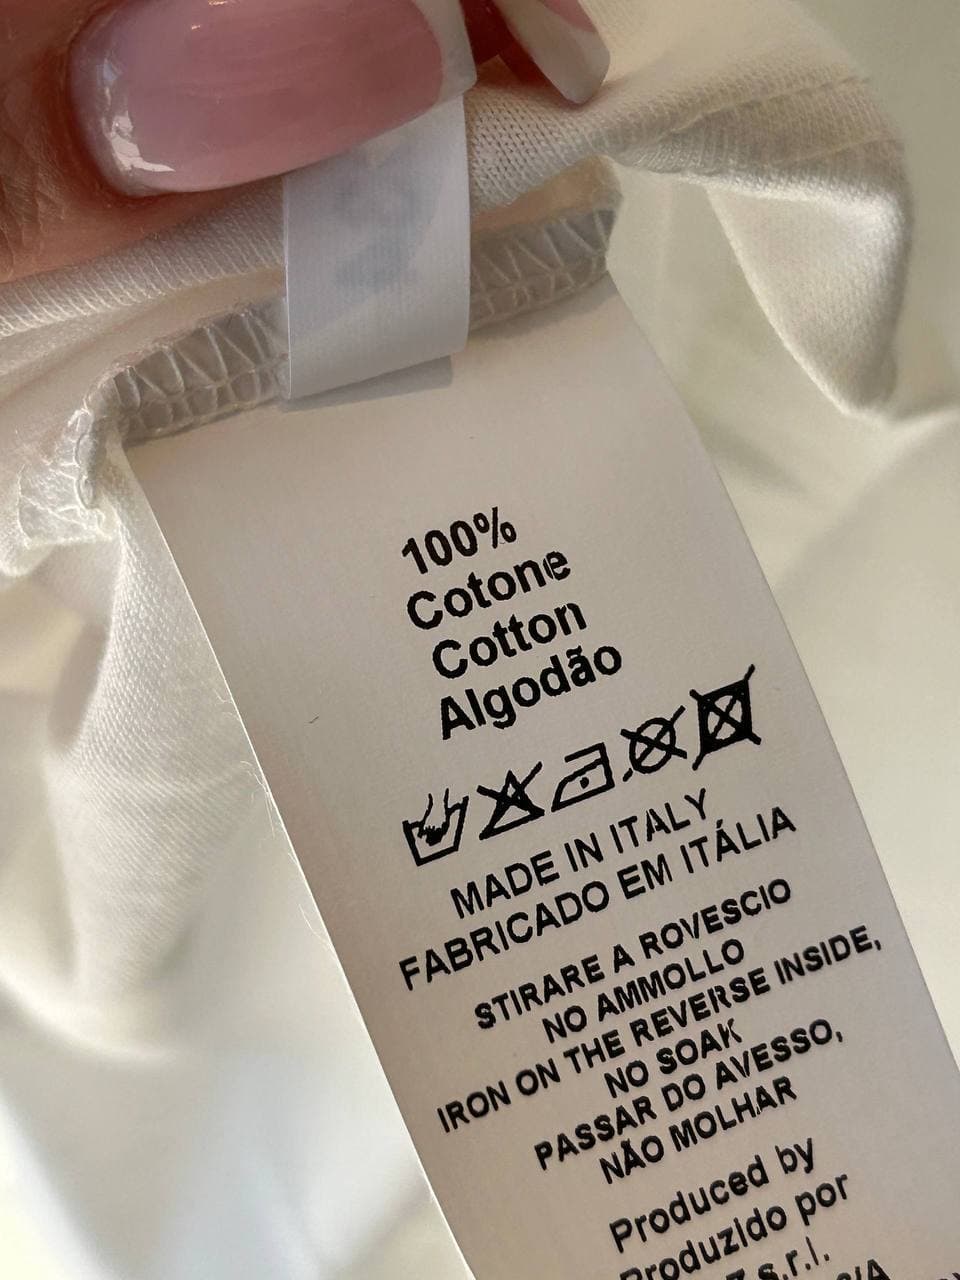 100%
Cotone
Cotton
Algodão
MADE IN ITALY
FABRICADO EM ITÁLIA
STIRARE A ROVESCIO
NO AMMOLLO
IRON ON THE REVERSE INSIDE,
NO SOAK
PASSAR DO AVESSO,
NÃO MOLHAR
Produced by
Produzido por
s.r.l.